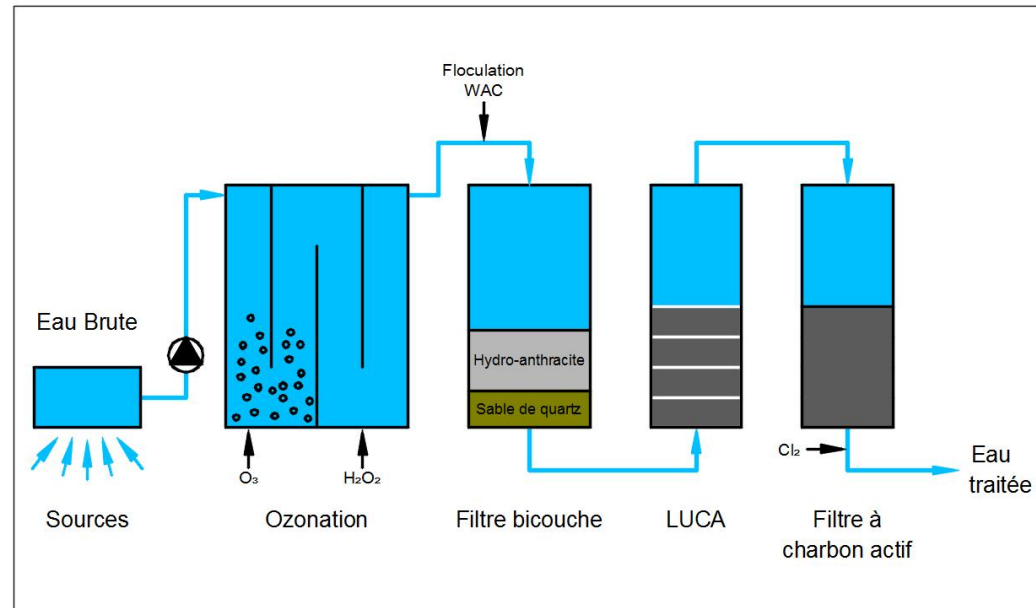 Floculation
WAC
Eau Brute
Hydro-anthracite
Sable de quartz
O₃
H₂O₂
Cl₂
Eau
traitée
Sources
Ozonation
Filtre bicouche
LUCA
Filtre à
charbon actif